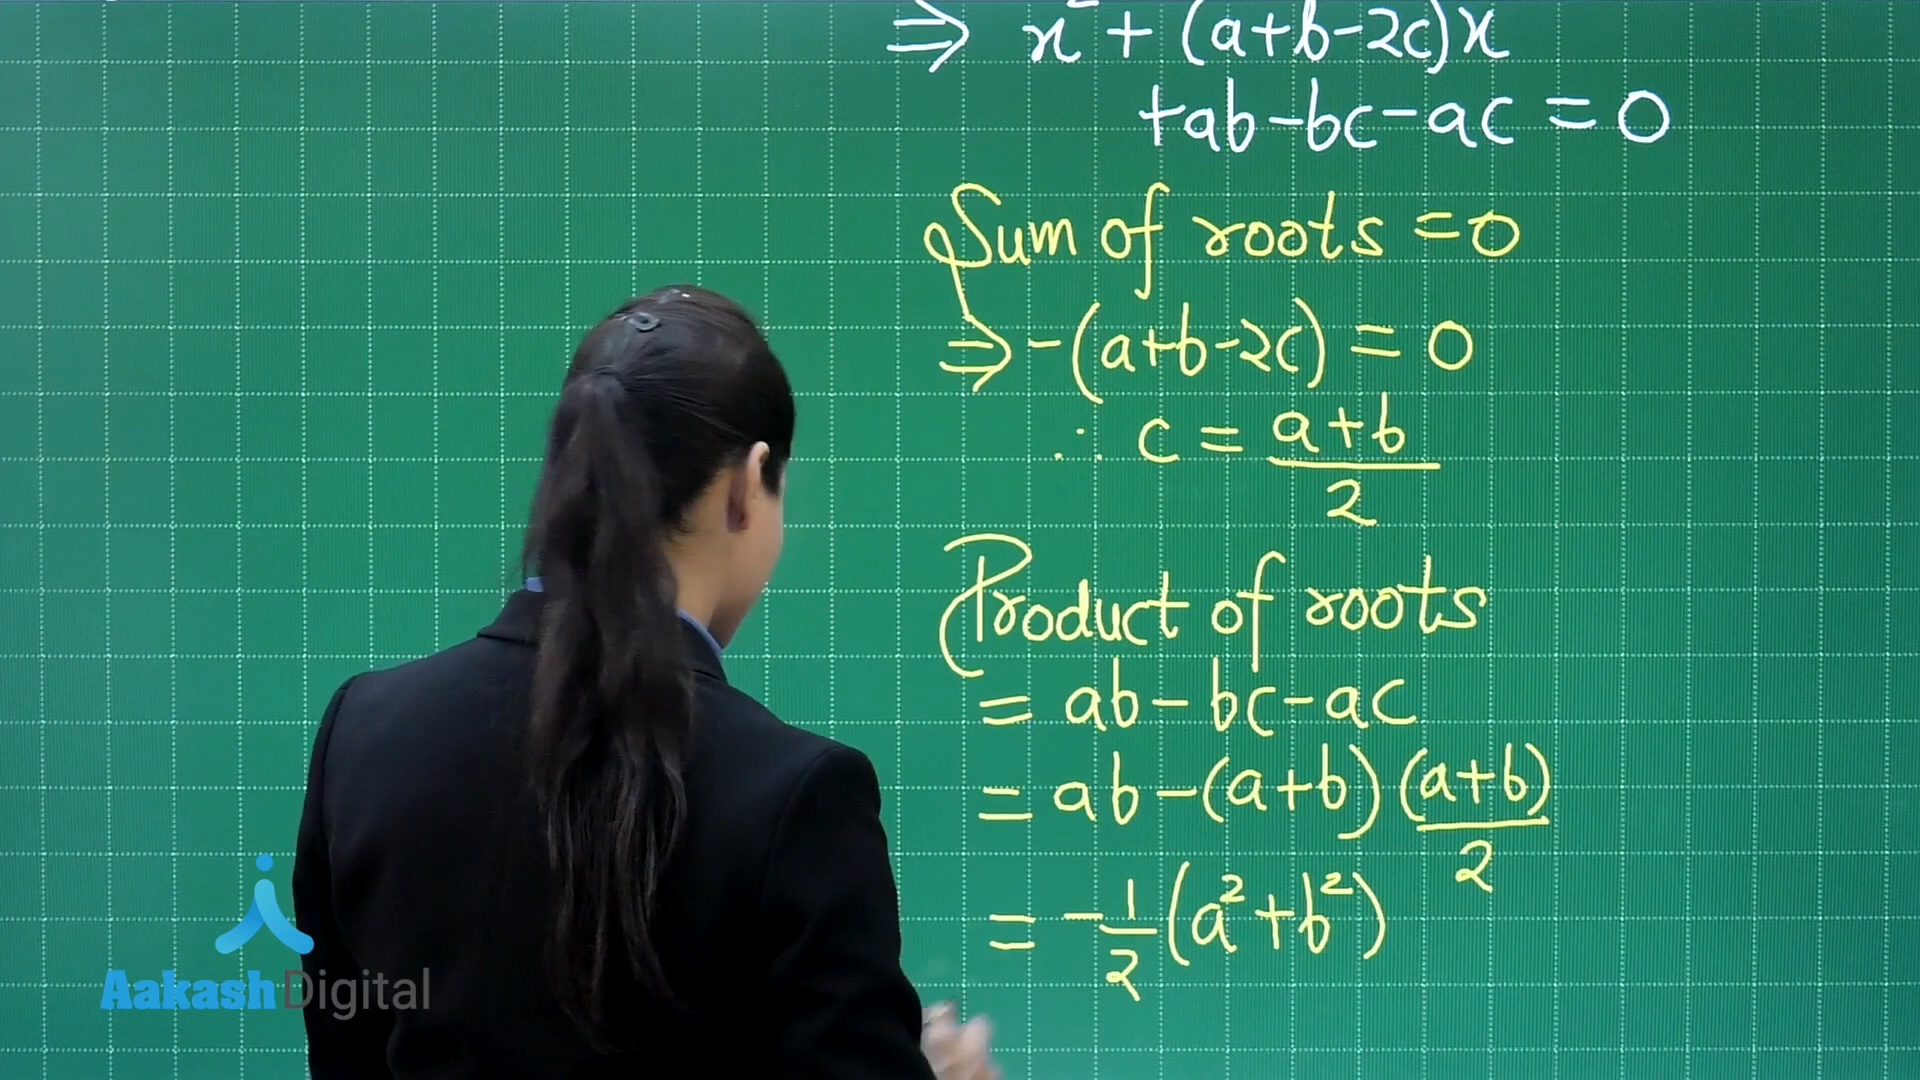 ⇒ x² + (a+b-2c)x
+ab-bc-ac = 0
Sum of roots = 0
⇒ -(a+b-2c) = 0
∴ c = (a+b)/2
Product of roots
= ab - bc - ac
= ab - (a+b) (a+b)/2
= -1/2 (a²+b²)
Aakash Digital